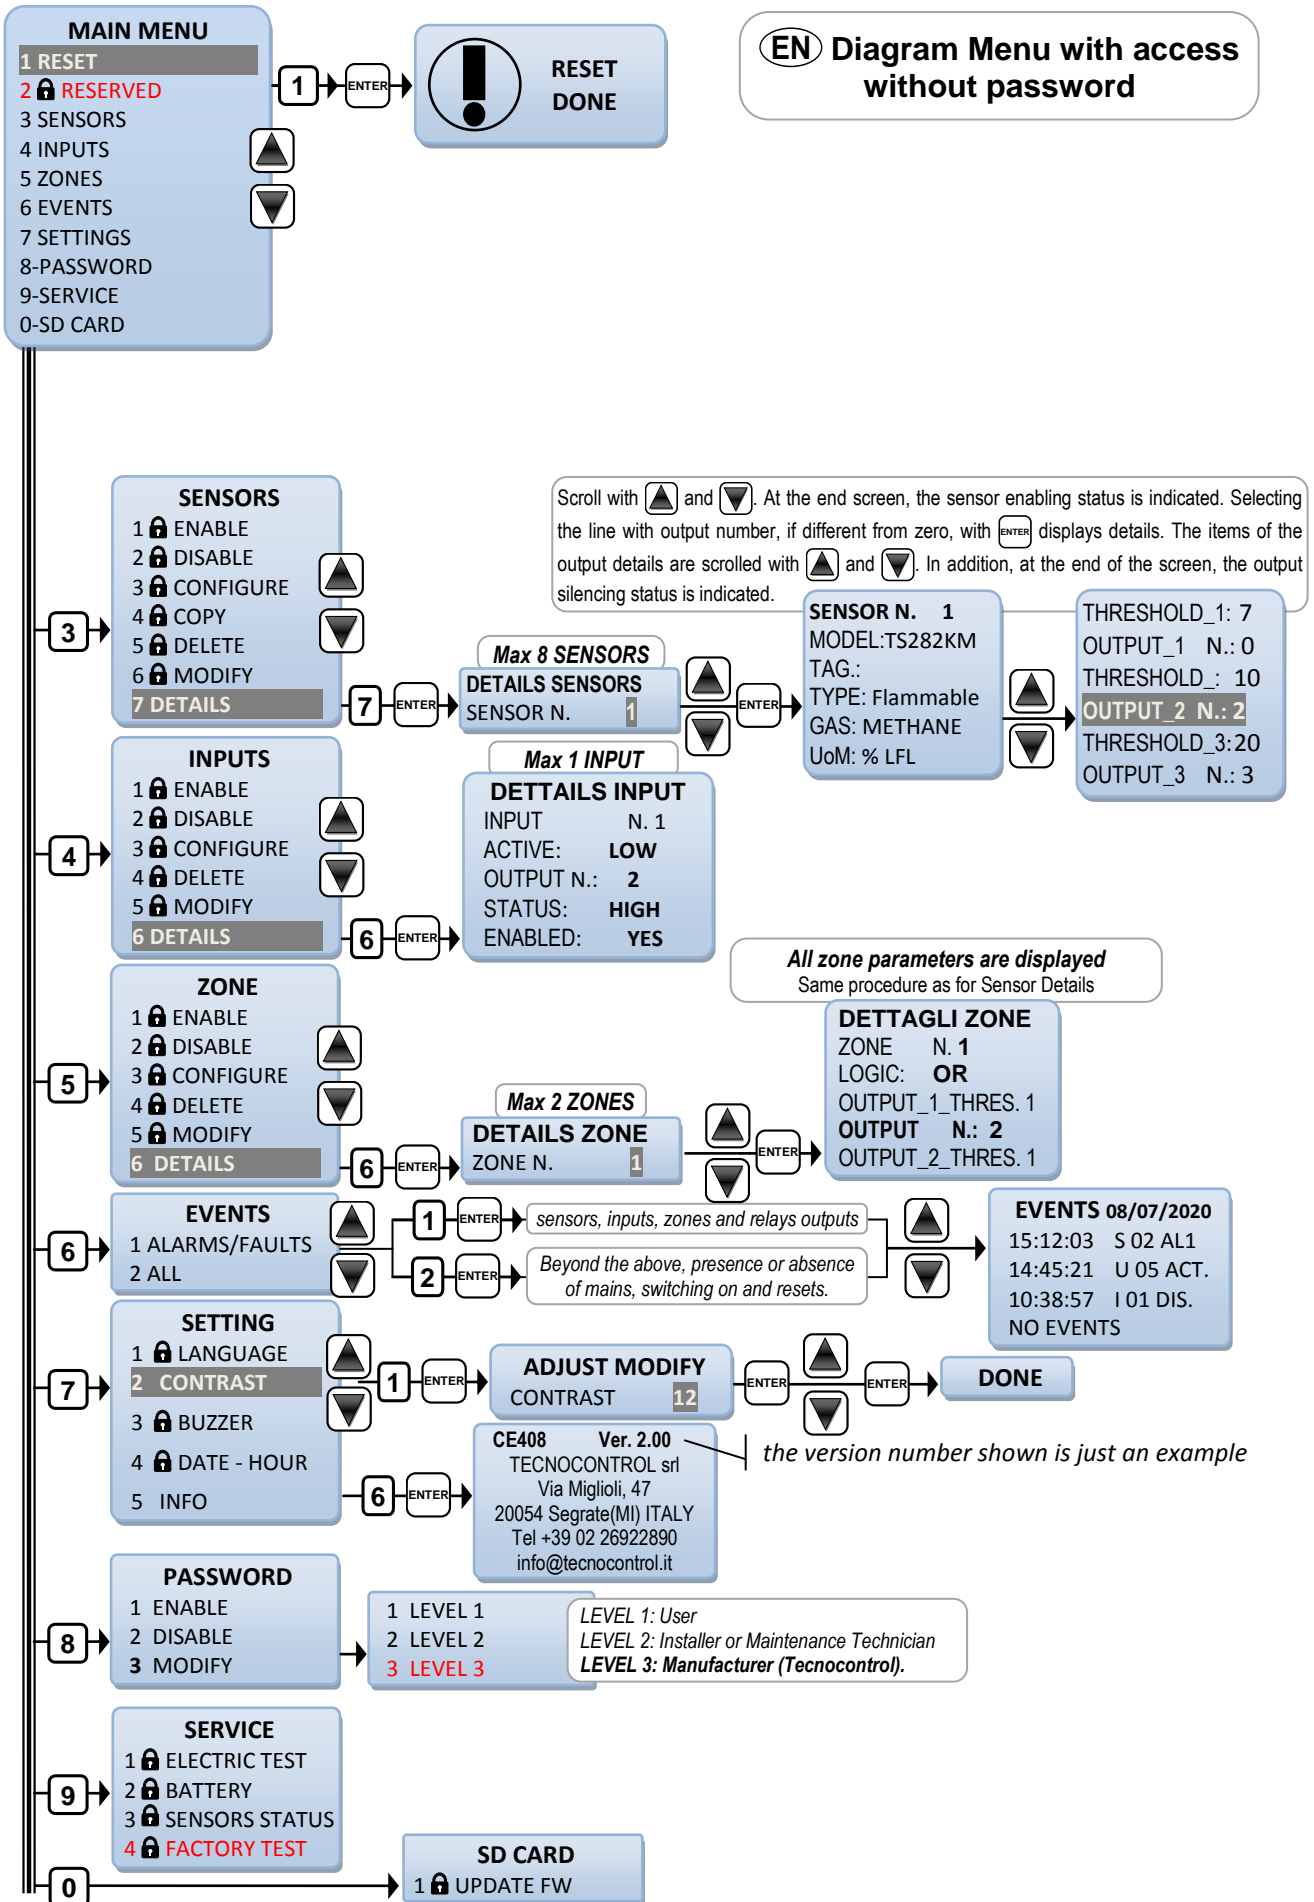 MAIN MENU
1 RESET
2 RESERVED
3 SENSORS
4 INPUTS
5 ZONES
6 EVENTS
7 SETTINGS
8-PASSWORD
9-SERVICE
0-SD CARD
1
ENTER
RESET
DONE
EN Diagram Menu with access
without password
Scroll with and . At the end screen, the sensor enabling status is indicated. Selecting
the line with output number, if different from zero, with ENTER displays details. The items of the
output details are scrolled with and . In addition, at the end of the screen, the output
silencing status is indicated.
3
SENSORS
1 ENABLE
2 DISABLE
3 CONFIGURE
4 COPY
5 DELETE
6 MODIFY
7 DETAILS
7
ENTER
Max 8 SENSORS
DETAILS SENSORS
SENSOR N. 1
ENTER
SENSOR N. 1
MODEL:TS282KM
TAG.:
TYPE: Flammable
GAS: METHANE
UoM: % LFL
THRESHOLD_1: 7
OUTPUT_1 N.: 0
THRESHOLD_: 10
OUTPUT_2 N.: 2
THRESHOLD_3:20
OUTPUT_3 N.: 3
4
INPUTS
1 ENABLE
2 DISABLE
3 CONFIGURE
4 DELETE
5 MODIFY
6 DETAILS
6
ENTER
Max 1 INPUT
DETTAILS INPUT
INPUT N. 1
ACTIVE: LOW
OUTPUT N.: 2
STATUS: HIGH
ENABLED: YES
5
ZONE
1 ENABLE
2 DISABLE
3 CONFIGURE
4 DELETE
5 MODIFY
6 DETAILS
6
ENTER
Max 2 ZONES
DETAILS ZONE
ZONE N. 1
ENTER
All zone parameters are displayed
Same procedure as for Sensor Details
DETTAGLI ZONE
ZONE N. 1
LOGIC: OR
OUTPUT_1_THRES. 1
OUTPUT N.: 2
OUTPUT_2_THRES. 1
6
EVENTS
1 ALARMS/FAULTS
2 ALL
1
ENTER
sensors, inputs, zones and relays outputs
2
ENTER
Beyond the above, presence or absence
of mains, switching on and resets.
EVENTS 08/07/2020
15:12:03 S 02 AL1
14:45:21 U 05 ACT.
10:38:57 I 01 DIS.
NO EVENTS
7
SETTING
1 LANGUAGE
2 CONTRAST
3 BUZZER
4 DATE - HOUR
5 INFO
1
ENTER
ADJUST MODIFY
CONTRAST 12
ENTER
ENTER
DONE
6
ENTER
CE408 Ver. 2.00
TECNOCONTROL srl
Via Miglioli, 47
20054 Segrate(MI) ITALY
Tel +39 02 26922890
info@tecnocontrol.it
the version number shown is just an example
8
PASSWORD
1 ENABLE
2 DISABLE
3 MODIFY
1 LEVEL 1
2 LEVEL 2
3 LEVEL 3
LEVEL 1: User
LEVEL 2: Installer or Maintenance Technician
LEVEL 3: Manufacturer (Tecnocontrol).
9
SERVICE
1 ELECTRIC TEST
2 BATTERY
3 SENSORS STATUS
4 FACTORY TEST
0
SD CARD
1 UPDATE FW